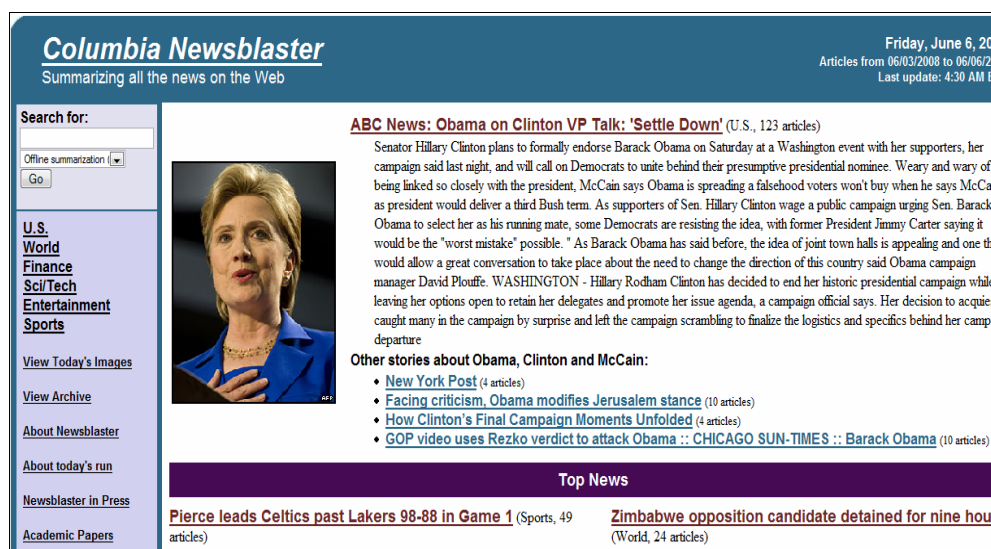 Columbia Newsblaster
Summarizing all the news on the Web
Friday, June 6, 20
Articles from 06/03/2008 to 06/06/2
Last update: 4:30 AM E
Search for:
Offline summarization (
Go
U.S.
World
Finance
Sci/Tech
Entertainment
Sports
View Today's Images
View Archive
About Newsblaster
About today's run
Newsblaster in Press
Academic Papers
ABC News: Obama on Clinton VP Talk: 'Settle Down' (U.S., 123 articles)
Senator Hillary Clinton plans to formally endorse Barack Obama on Saturday at a Washington event with her supporters, her
campaign said last night, and will call on Democrats to unite behind their presumptive presidential nominee. Weary and wary of
being linked so closely with the president, McCain says Obama is spreading a falsehood voters won't buy when he says McCa
as president would deliver a third Bush term. As supporters of Sen. Hillary Clinton wage a public campaign urging Sen. Barack
Obama to select her as his running mate, some Democrats are resisting the idea, with former President Jimmy Carter saying it
would be the "worst mistake" possible. " As Barack Obama has said before, the idea of joint town halls is appealing and one th
would allow a great conversation to take place about the need to change the direction of this country said Obama campaign
manager David Plouffe. WASHINGTON - Hillary Rodham Clinton has decided to end her historic presidential campaign while
leaving her options open to retain her delegates and promote her issue agenda, a campaign official says. Her decision to acquie
caught many in the campaign by surprise and left the campaign scrambling to finalize the logistics and specifics behind her camp
departure
AFP
Other stories about Obama, Clinton and McCain:
• New York Post (4 articles)
• Facing criticism, Obama modifies Jerusalem stance (10 articles)
• How Clinton's Final Campaign Moments Unfolded (4 articles)
• GOP video uses Rezko verdict to attack Obama :: CHICAGO SUN-TIMES :: Barack Obama (10 articles)
Top News
Pierce leads Celtics past Lakers 98-88 in Game 1 (Sports, 49
articles)
Zimbabwe opposition candidate detained for nine hou
(World, 24 articles)